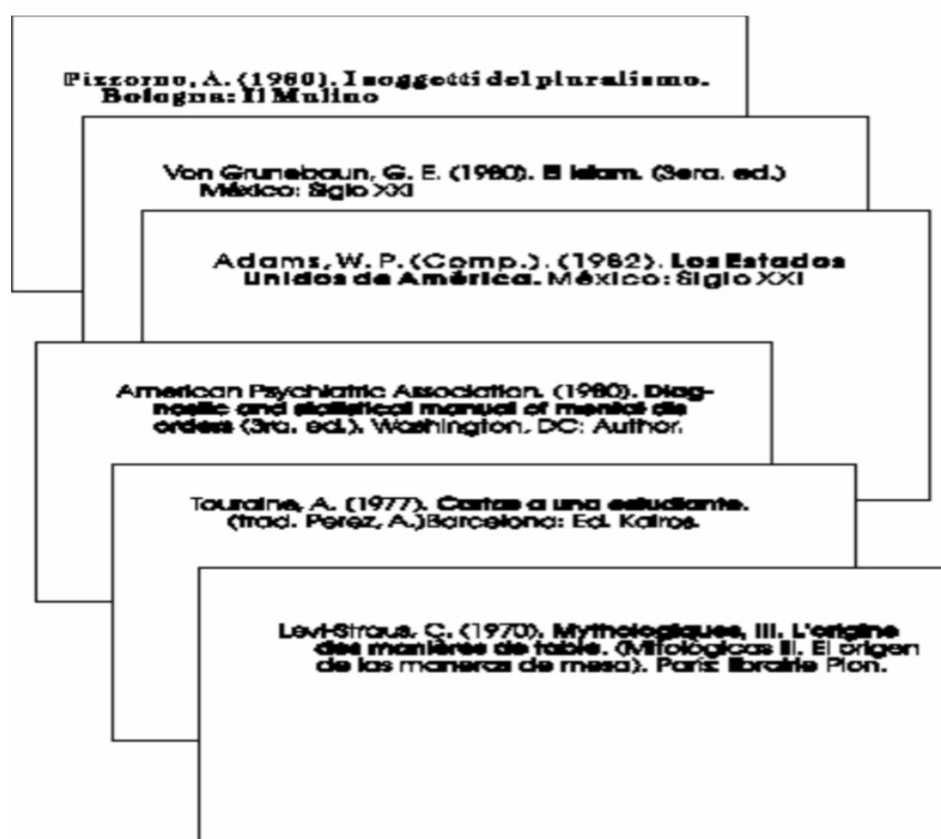 Pizzorno, A. (1980). I soggetti del pluralismo.
Bologna: Il Mulino
Von Grunebaun, G. E. (1980). El islam. (3era. ed.)
México: Siglo XXI
Adams, W. P. (Comp.). (1982). Los Estados
Unidos de América. México: Siglo XXI
American Psychiatric Association. (1980). Diag-
nostic and statistical manual of mental dis
orders (3ra. ed.). Washington, DC: Author.
Touraine, A. (1977). Cartas a una estudiante.
(trad. Perez, A.)Barcelona: Ed. Kairos.
Levi-Straus, C. (1970). Mythologiques, III. L'origine
des manières de table. (Mitológicas III. El origen
de las maneras de mesa). París: librairie Plon.